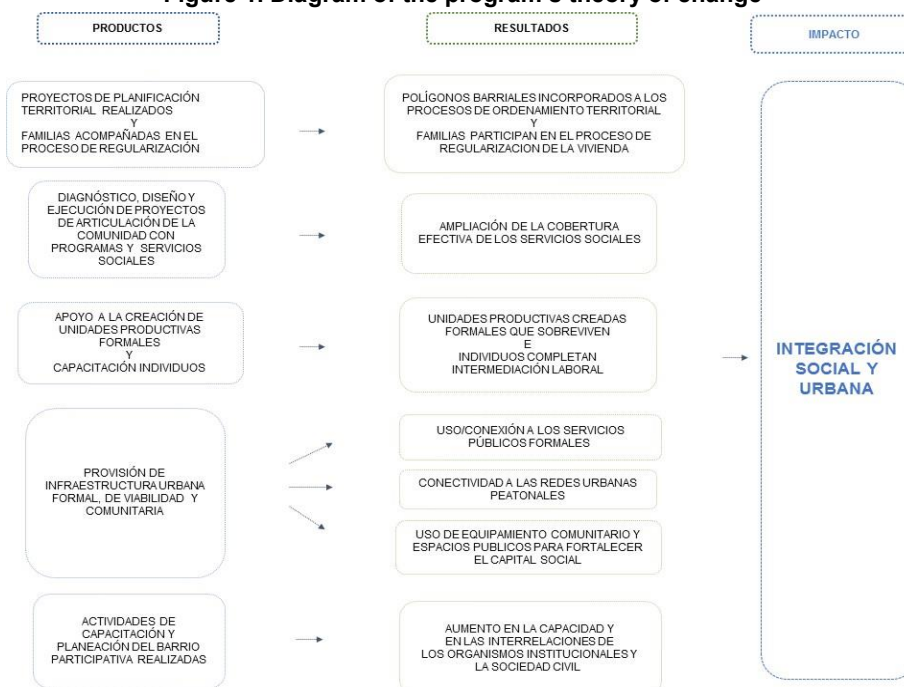 Figure 1. Diagram of the program's theory of change
PRODUCTOS
RESULTADOS
IMPACTO
PROYECTOS DE PLANIFICACIÓN
TERRITORIAL REALIZADOS
Y
FAMILIAS ACOMPAÑADAS EN EL
PROCESO DE REGULARIZACIÓN
POLÍGONOS BARRIALES INCORPORADOS A LOS
PROCESOS DE ORDENAMIENTO TERRITORIAL
Y
FAMILIAS PARTICIPAN EN EL PROCESO DE
REGULARIZACION DE LA VIVIENDA
DIAGNÓSTICO, DISEÑO Y
EJECUCIÓN DE PROYECTOS
DE ARTICULACIÓN DE LA
COMUNIDAD CON
PROGRAMAS Y SERVICIOS
SOCIALES
AMPLIACIÓN DE LA COBERTURA
EFECTIVA DE LOS SERVICIOS SOCIALES
APOYO A LA CREACIÓN DE
UNIDADES PRODUCTIVAS
FORMALES
Y
CAPACITACIÓN INDIVIDUOS
UNIDADES PRODUCTIVAS CREADAS
FORMALES QUE SOBREVIVEN
E
INDIVIDUOS COMPLETAN
INTERMEDIACIÓN LABORAL
PROVISIÓN DE
INFRAESTRUCTURA URBANA
FORMAL, DE VIABILIDAD Y
COMUNITARIA
USO/CONEXIÓN A LOS SERVICIOS
PÚBLICOS FORMALES
CONECTIVIDAD A LAS REDES URBANAS
PEATONALES
USO DE EQUIPAMIENTO COMUNITARIO Y
ESPACIOS PUBLICOS PARA FORTALECER
EL CAPITAL SOCIAL
ACTIVIDADES DE
CAPACITACIÓN Y
PLANEACIÓN DEL BARRIO
PARTICIPATIVA REALIZADAS
AUMENTO EN LA CAPACIDAD Y
EN LAS INTERRELACIONES DE
LOS ORGANISMOS INSTITUCIONALES Y
LA SOCIEDAD CIVIL
INTEGRACIÓN
SOCIAL Y
URBANA